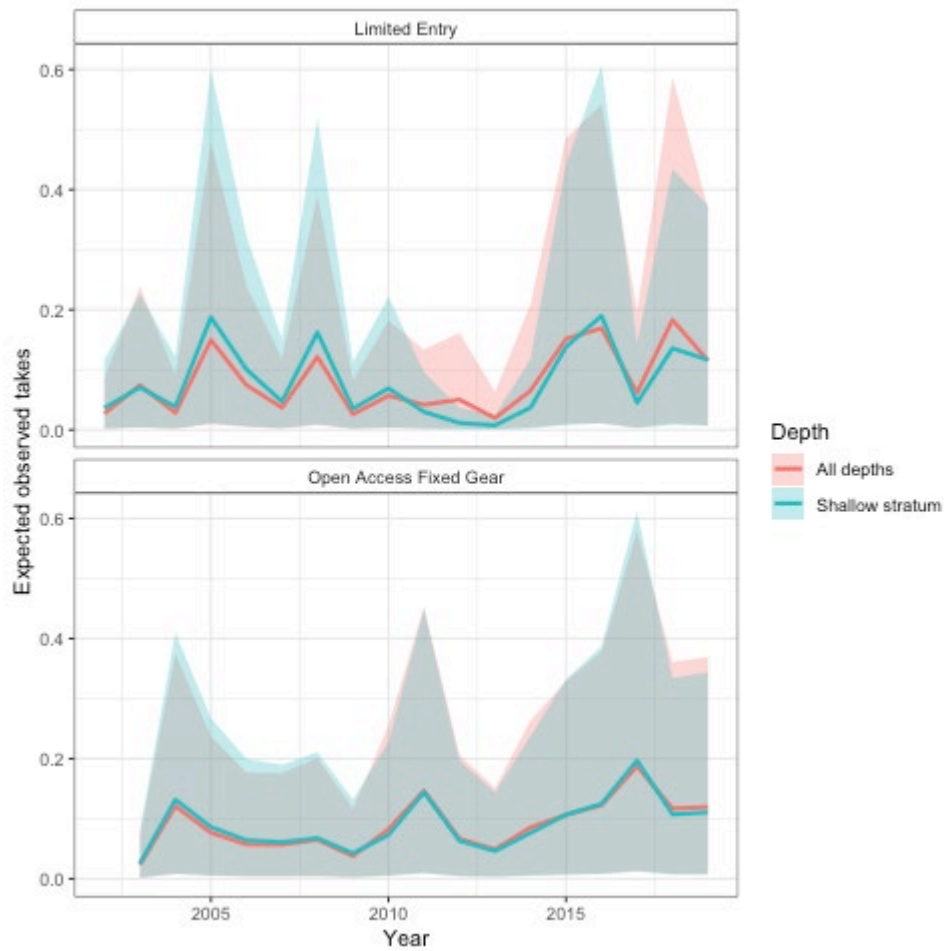 Limited Entry
0.6
0.4
0.2
0.0
Open Access Fixed Gear
0.6
0.4
0.2
0.0
2005
2010
2015
Year
Expected observed takes
Depth
All depths
Shallow stratum